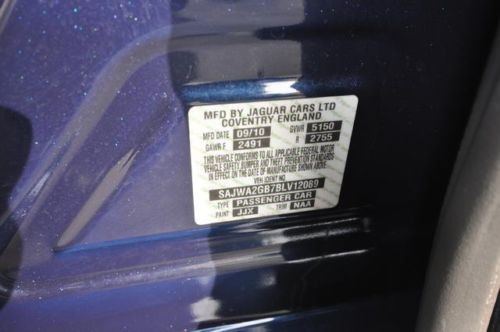 MFD BY JAGUAR CARS LTD
COVENTRY ENGLAND
MFD DATE 09/10 GVWR 5150
GAWR F 2491 R 2755
THIS VEHICLE CONFORMS TO ALL APPLICABLE FEDERAL MOTOR
VEHICLE SAFETY, BUMPER AND THEFT PREVENTION STANDARDS
IN EFFECT ON THE DATE OF MANUFACTURE SHOWN ABOVE
VEH IDENT NO
SAJWA2GB7BLV12089
TYPE PASSENGER CAR
PAINT JJX TRIM NAA